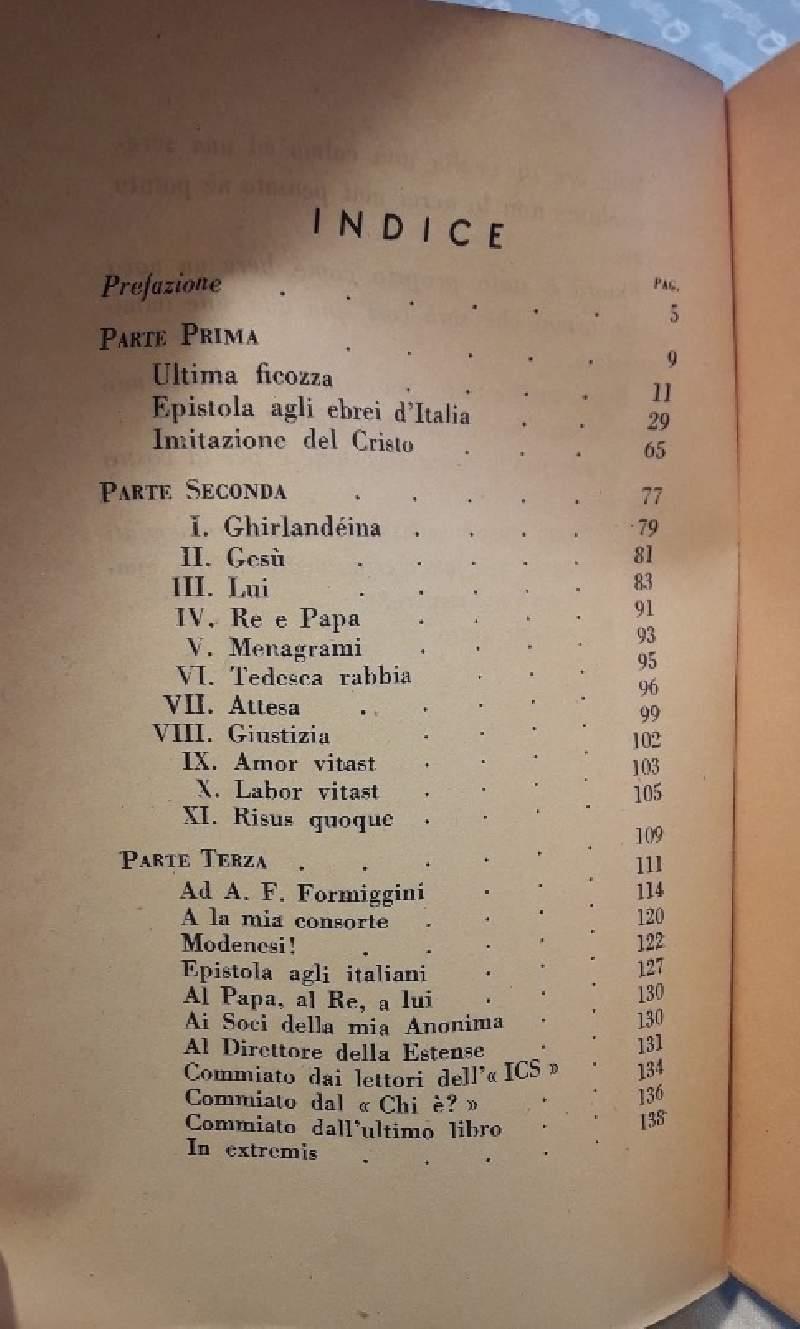 INDICE
PAG.
Prefazione . . . . . . 5
PARTE PRIMA . . . . . 9
Ultima ficozza . . . . 11
Epistola agli ebrei d'Italia . . 29
Imitazione del Cristo . . . 65
PARTE SECONDA . . . . . 77
I. Ghirlandéina . . . . 79
II. Gesù . . . . . 81
III. Lui . . . . . 83
IV. Re e Papa . . . . 91
V. Menagrami . . . . 93
VI. Tedesca rabbia . . . 95
VII. Attesa . . . . . 96
VIII. Giustizia . . . . 99
IX. Amor vitast . . . . 102
X. Labor vitast . . . . 103
XI. Risus quoque . . . . 105
PARTE TERZA . . . . . . 109
Ad A. F. Formiggini . . . 111
A la mia consorte . . . . 114
Modenesi! . . . . . 120
Epistola agli italiani . . . 122
Al Papa, al Re, a lui . . . 127
Ai Soci della mia Anonima . . 130
Al Direttore della Estense . . 130
Commiato dai lettori dell'« ICS » . 131
Commiato dal « Chi è? » . . 134
Commiato dall'ultimo libro . . 136
In extremis . . . . . 138